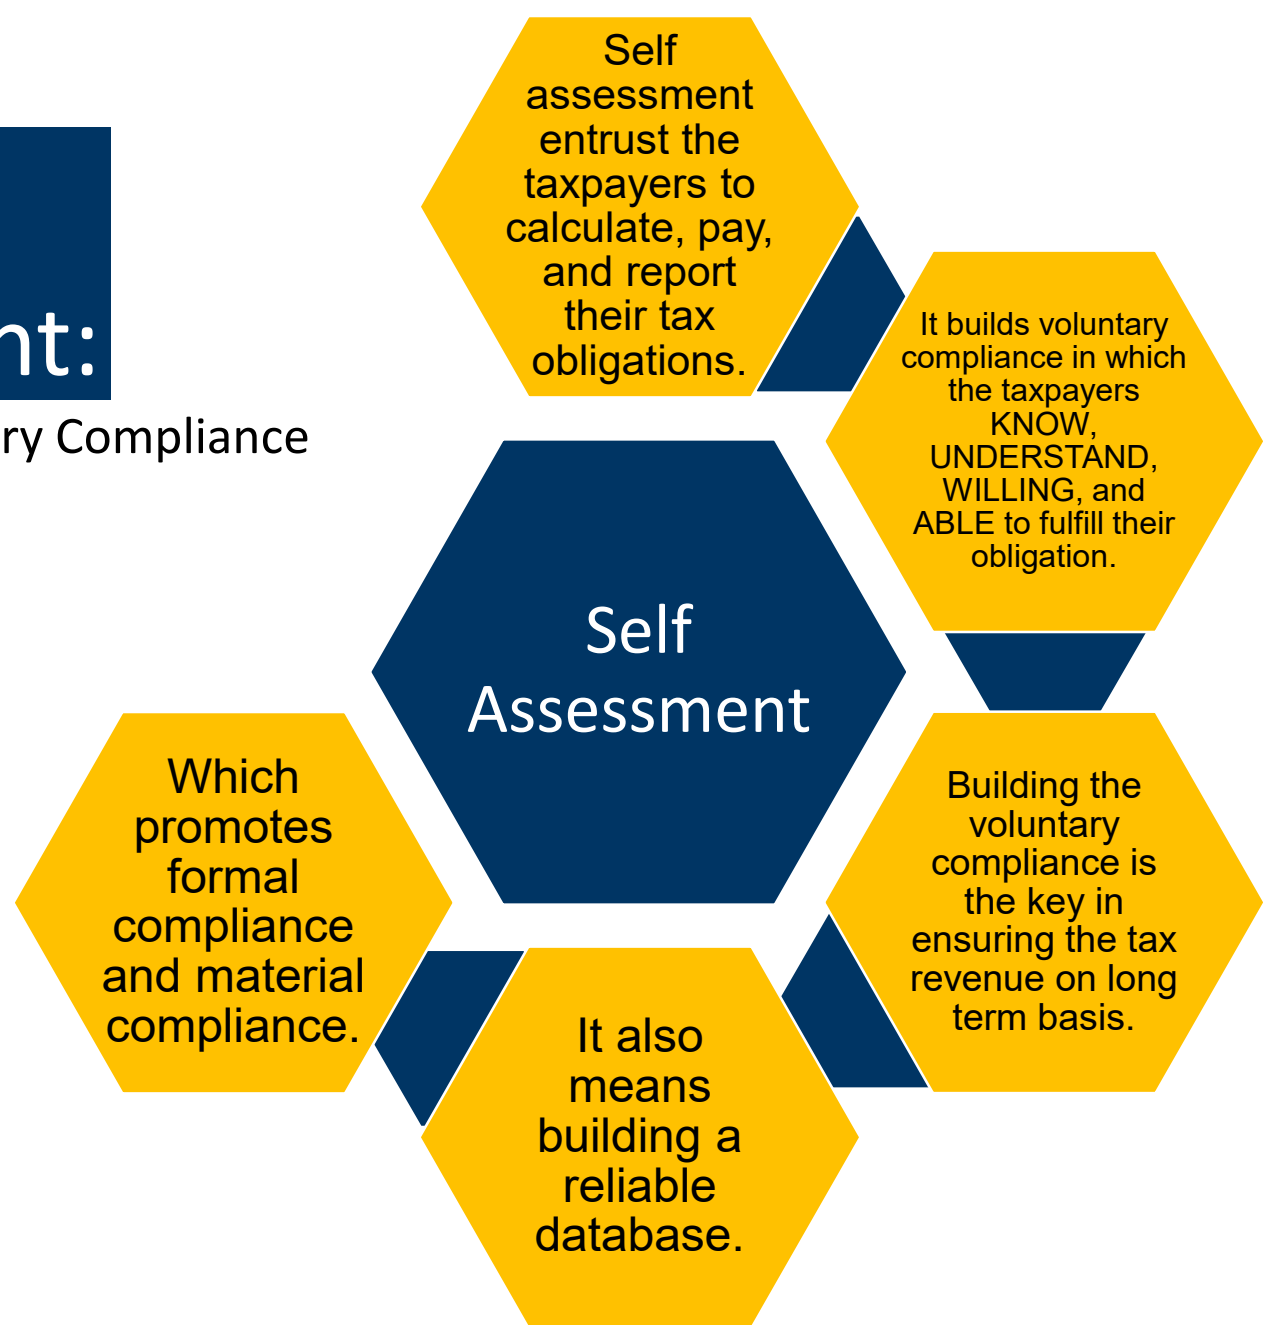 nt:
ry Compliance
Self
assessment
entrust the
taxpayers to
calculate, pay,
and report
their tax
obligations.
It builds voluntary
compliance in which
the taxpayers
KNOW,
UNDERSTAND,
WILLING, and
ABLE to fulfill their
obligation.
Self
Assessment
Building the
voluntary
compliance is
the key in
ensuring the tax
revenue on long
term basis.
It also
means
building a
reliable
database.
Which
promotes
formal
compliance
and material
compliance.